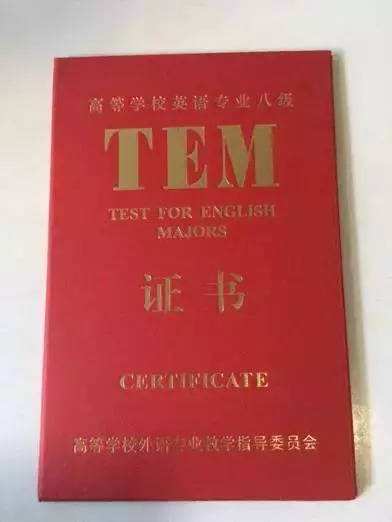 高等学校英语专业八级
TEM
TEST FOR ENGLISH
MAJORS
证书
CERTIFICATE
高等学校外语专业教学指导委员会